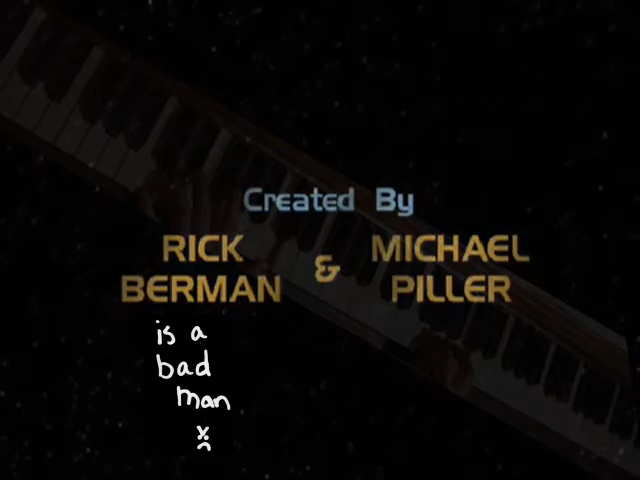 Created By
RICK
BERMAN
&
MICHAEL
PILLER
is a
bad
man